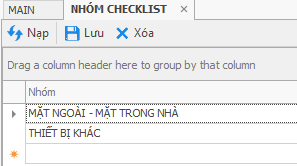 MAIN NHÓM CHECKLIST
Nạp Lưu Xóa
Drag a column header here to group by that column
Nhóm
MẶT NGOÀI - MẶT TRONG NHÀ
THIẾT BỊ KHÁC